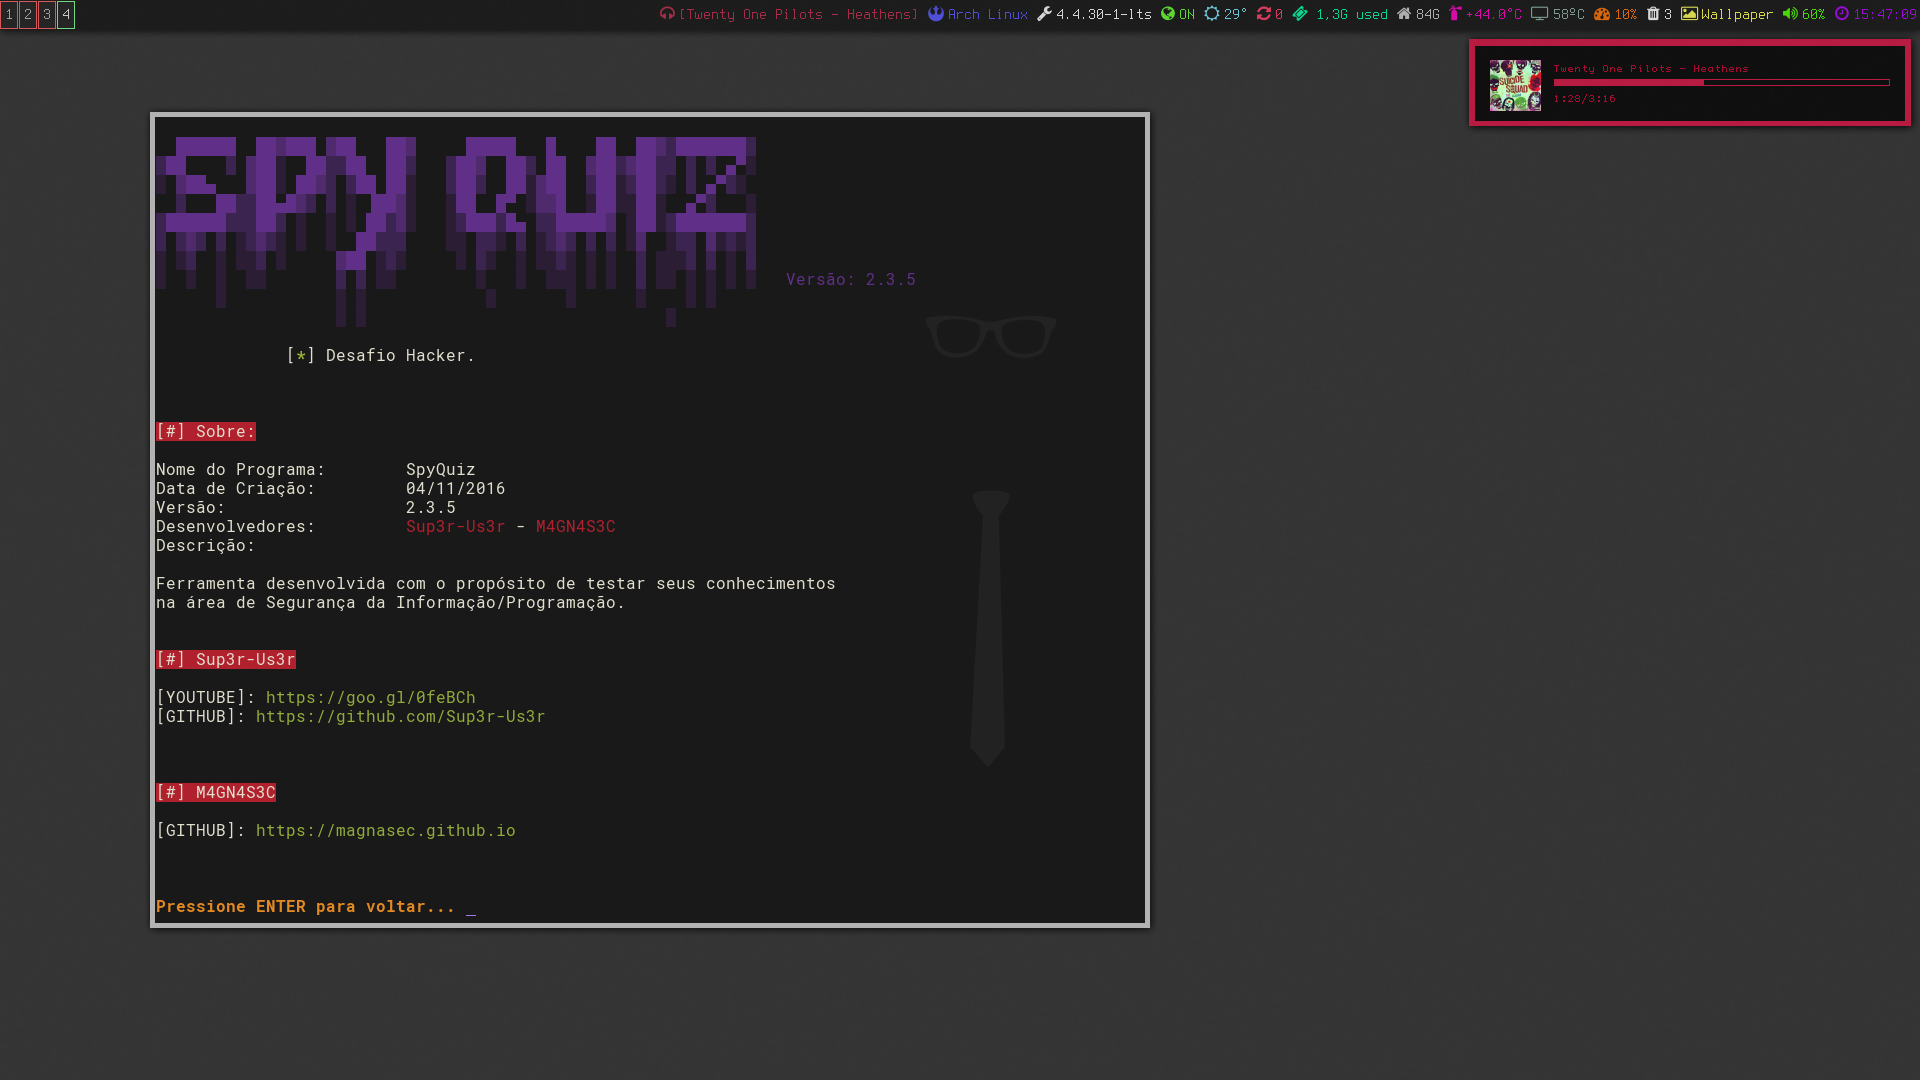 1 2 3 4
[Twenty One Pilots - Heathens] Arch Linux 4.4.30-1-lts ON 29° 0 1,3G used 84G +44.0°C 58ºC 10% 3 Wallpaper 60% 15:47:09
Twenty One Pilots - Heathens
SUICIDE SQUAD
1:28/3:16
SPY QUIZ
Versão: 2.3.5
[*] Desafio Hacker.
[#] Sobre:
Nome do Programa: SpyQuiz
Data de Criação: 04/11/2016
Versão: 2.3.5
Desenvolvedores: Sup3r-Us3r - M4GN4S3C
Descrição:
Ferramenta desenvolvida com o propósito de testar seus conhecimentos
na área de Segurança da Informação/Programação.
[#] Sup3r-Us3r
[YOUTUBE]: https://goo.gl/0feBCh
[GITHUB]: https://github.com/Sup3r-Us3r
[#] M4GN4S3C
[GITHUB]: https://magnasec.github.io
Pressione ENTER para voltar... _